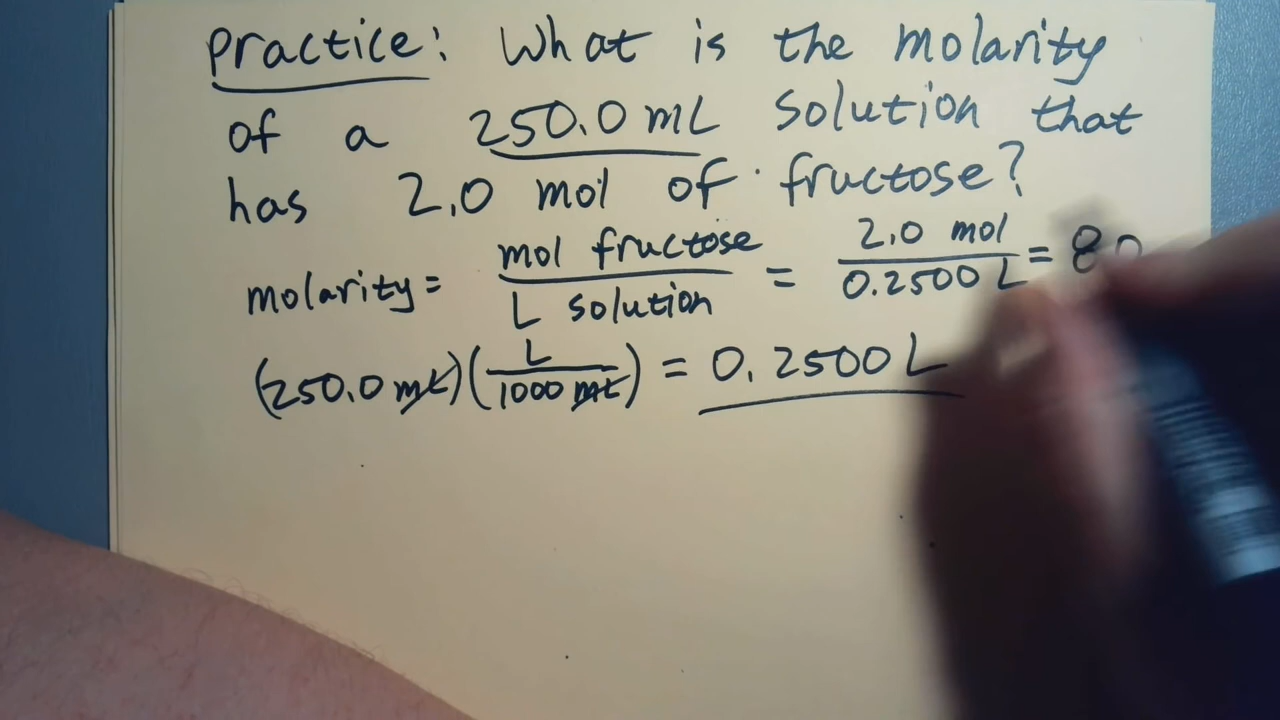 practice: What is the molarity
of a 250.0 mL solution that
has 2.0 mol of fructose?
molarity = mol fructose / L solution = 2.0 mol / 0.2500 L =
(250.0 mL)(L / 1000 mL) = 0.2500 L